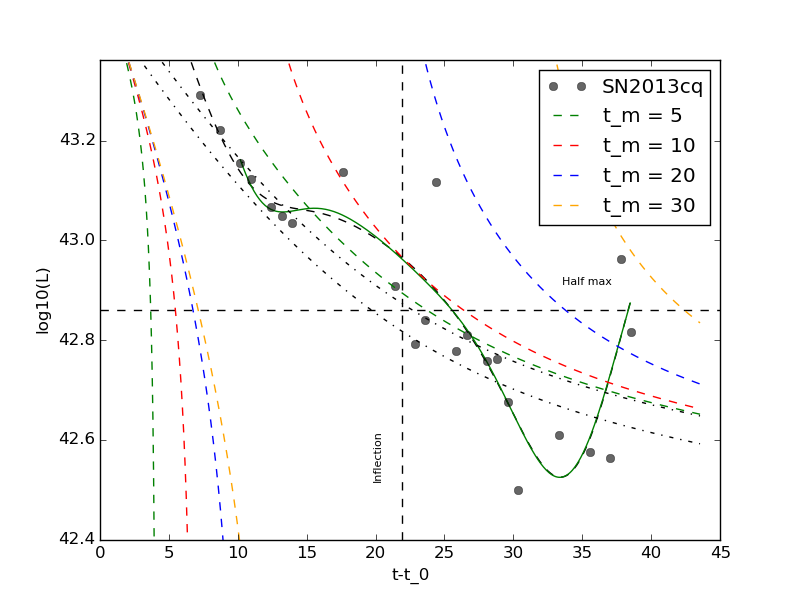 SN2013cq
t_m = 5
t_m = 10
t_m = 20
t_m = 30
43.2
43.0
42.8
42.6
42.4
log10(L)
Half max
Inflection
0 5 10 15 20 25 30 35 40 45
t-t_0